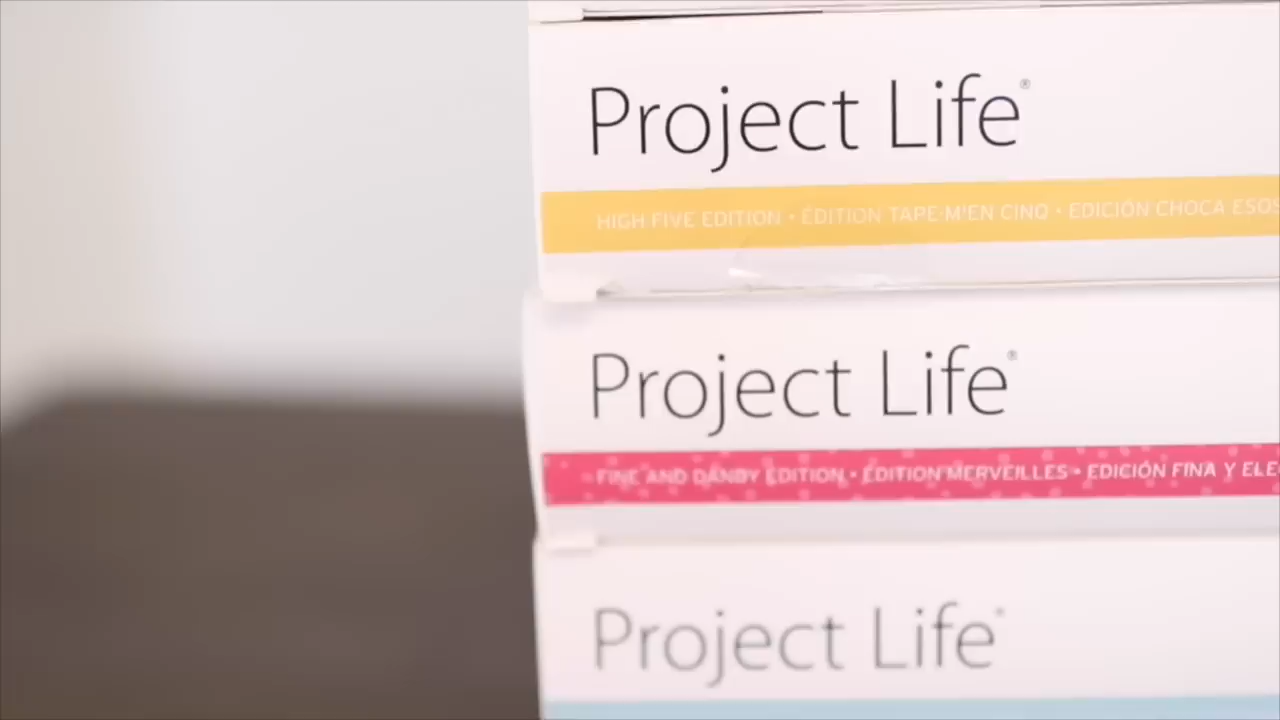 Project Life®
HIGH FIVE EDITION • ÉDITION TAPE-M'EN CINQ • EDICIÓN CHOCA ESOS
Project Life®
FINE AND DANDY EDITION • ÉDITION MERVEILLES • EDICIÓN FINA Y ELE
Project Life®